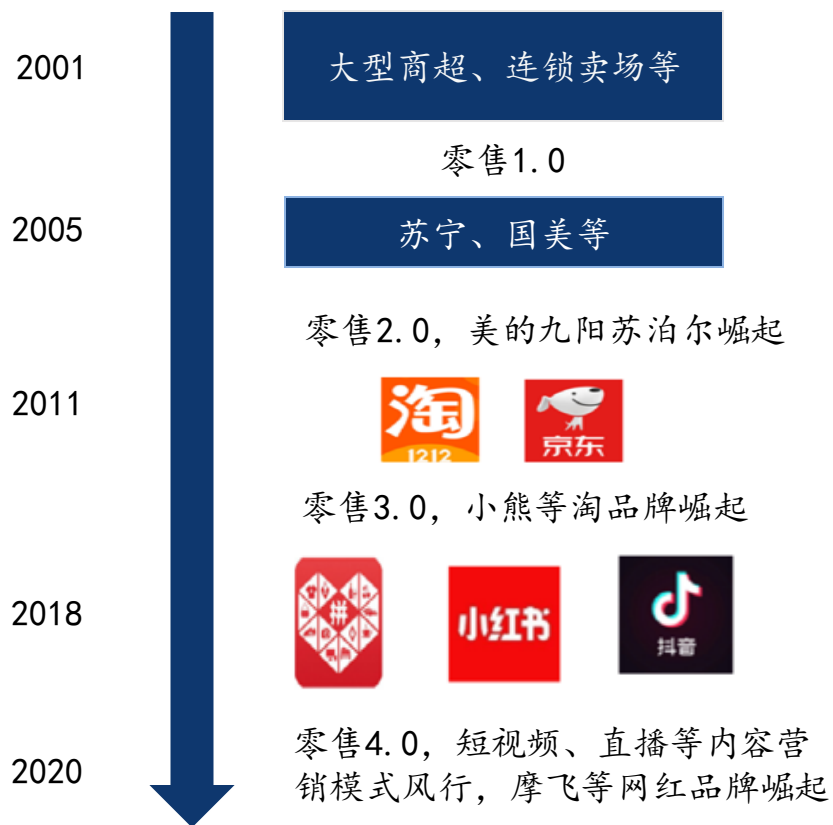 2001
大型商超、连锁卖场等
零售1.0
2005
苏宁、国美等
零售2.0，美的九阳苏泊尔崛起
2011
淘
1212
京东
零售3.0，小熊等淘品牌崛起
2018
拼
小红书
抖音
零售4.0，短视频、直播等内容营
销模式风行，摩飞等网红品牌崛起
2020